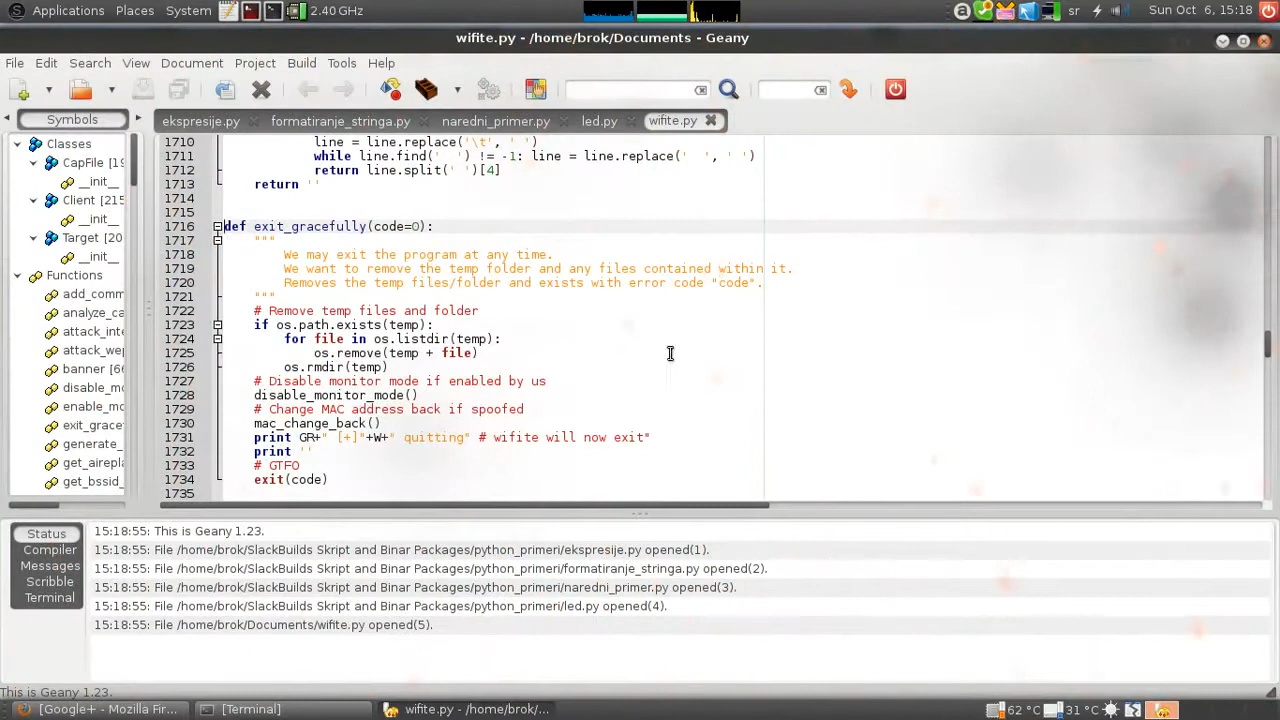 Applications Places System 2.40 GHz sr Sun Oct 6, 15:18
wifite.py - /home/brok/Documents - Geany
File Edit Search View Document Project Build Tools Help
Symbols
ekspresije.py formatiranje_stringa.py naredni_primer.py led.py wifite.py
Classes
CapFile [19
__init__
Client [215
__init__
Target [20
__init__
Functions
add_comm
analyze_ca
attack_inte
attack_wep
banner [66
disable_mo
enable_mo
exit_gracef
generate_
get_airepla
get_bssid_
1710 line = line.replace('\t', ' ')
1711 while line.find('  ') != -1: line = line.replace('  ', ' ')
1712 return line.split(' ')[4]
1713 return ''
1714
1715
1716 def exit_gracefully(code=0):
1717 """
1718 We may exit the program at any time.
1719 We want to remove the temp folder and any files contained within it.
1720 Removes the temp files/folder and exists with error code "code".
1721 """
1722 # Remove temp files and folder
1723 if os.path.exists(temp):
1724 for file in os.listdir(temp):
1725 os.remove(temp + file)
1726 os.rmdir(temp)
1727 # Disable monitor mode if enabled by us
1728 disable_monitor_mode()
1729 # Change MAC address back if spoofed
1730 mac_change_back()
1731 print GR+" [+]"+W+" quitting" # wifite will now exit"
1732 print ''
1733 # GTFO
1734 exit(code)
1735
Status
Compiler
Messages
Scribble
Terminal
15:18:55: This is Geany 1.23.
15:18:55: File /home/brok/SlackBuilds Skript and Binar Packages/python_primeri/ekspresije.py opened(1).
15:18:55: File /home/brok/SlackBuilds Skript and Binar Packages/python_primeri/formatiranje_stringa.py opened(2).
15:18:55: File /home/brok/SlackBuilds Skript and Binar Packages/python_primeri/naredni_primer.py opened(3).
15:18:55: File /home/brok/SlackBuilds Skript and Binar Packages/python_primeri/led.py opened(4).
15:18:55: File /home/brok/Documents/wifite.py opened(5).
This is Geany 1.23.
[Google+ - Mozilla Fir... [Terminal] wifite.py - /home/brok/... 62 °C 31 °C